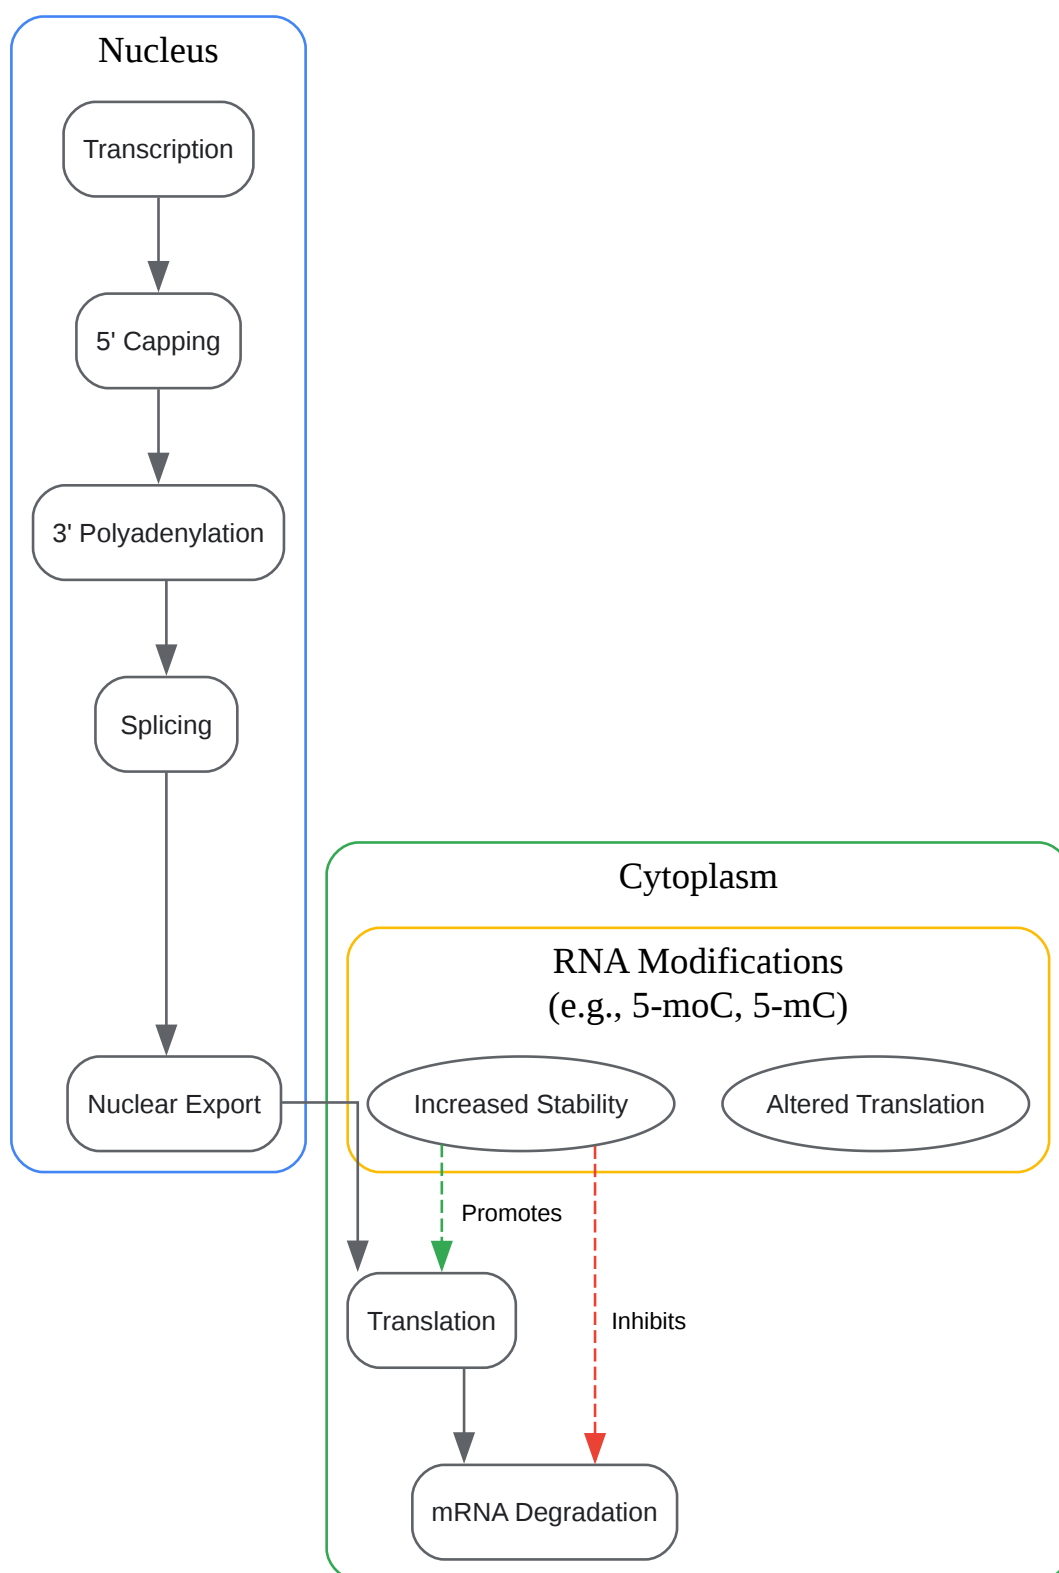 Nucleus
Transcription
5' Capping
3' Polyadenylation
Splicing
Nuclear Export
Cytoplasm
RNA Modifications
(e.g., 5-moC, 5-mC)
Increased Stability
Altered Translation
Promotes
Translation
Inhibits
mRNA Degradation